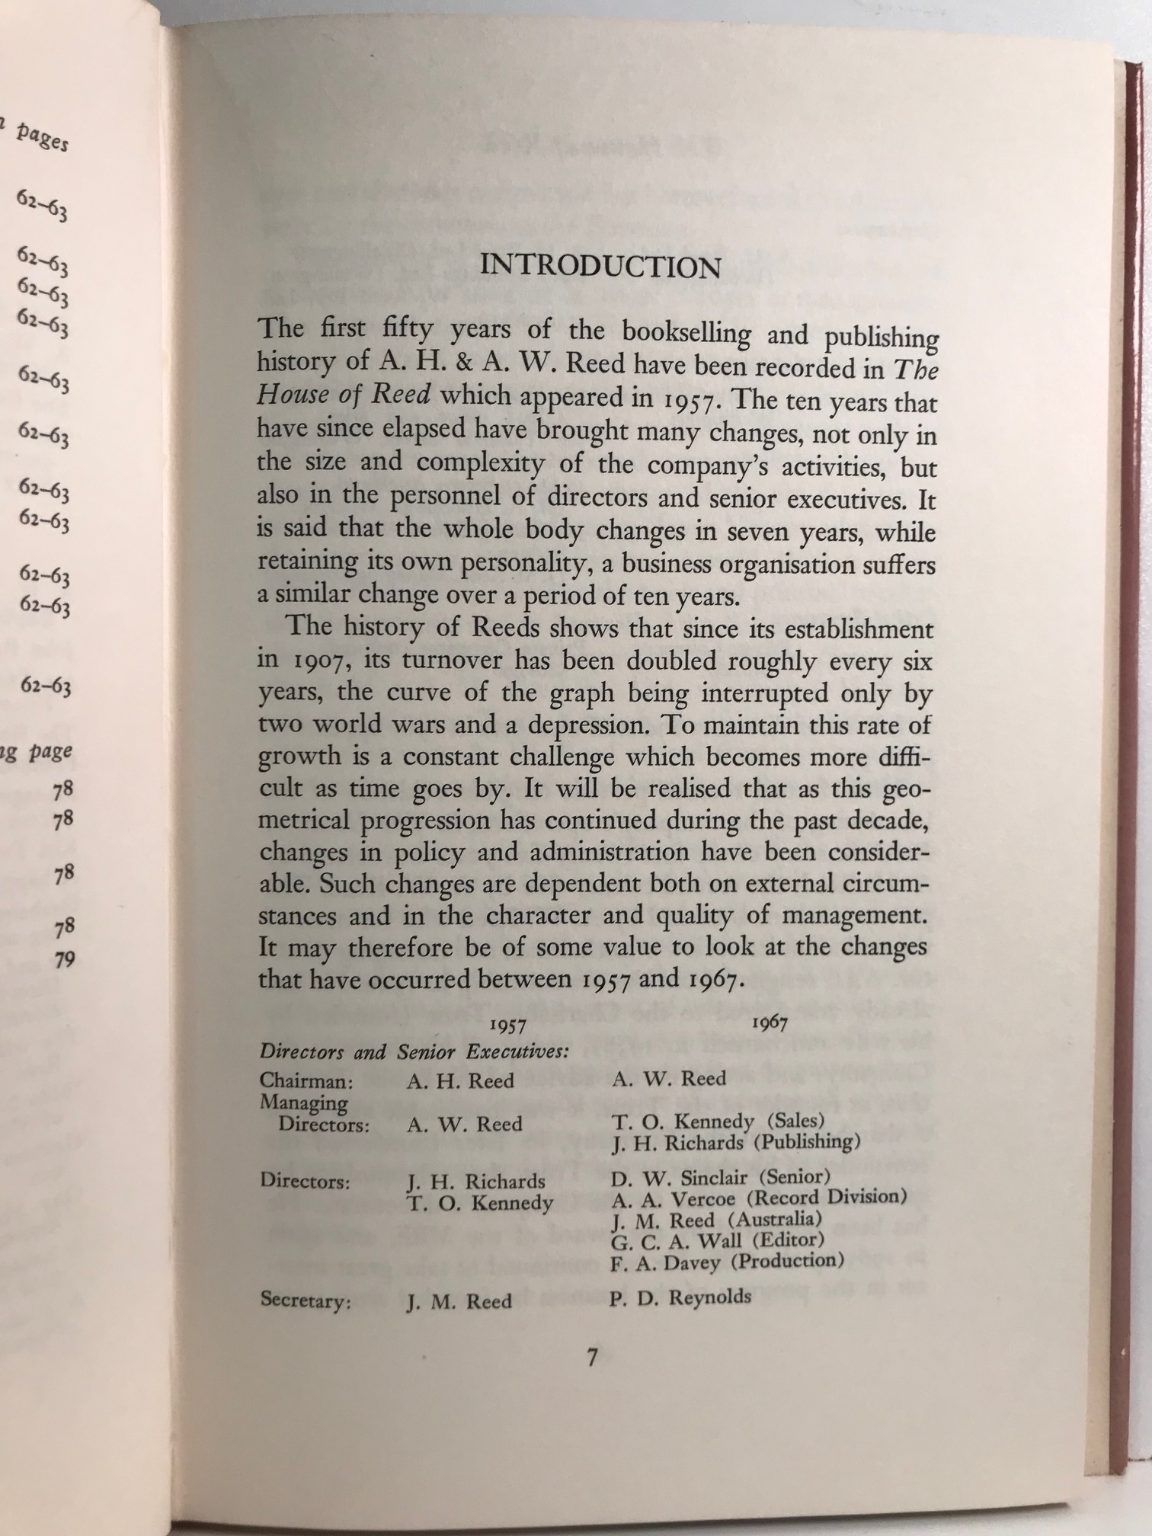 pages
62–63
62–63
62–63
62–63
62–63
62–63
62–63
62–63
62–63
62–63
62–63
page
78
78
78
78
79
INTRODUCTION
The first fifty years of the bookselling and publishing
history of A. H. & A. W. Reed have been recorded in The
House of Reed which appeared in 1957. The ten years that
have since elapsed have brought many changes, not only in
the size and complexity of the company's activities, but
also in the personnel of directors and senior executives. It
is said that the whole body changes in seven years, while
retaining its own personality, a business organisation suffers
a similar change over a period of ten years.
The history of Reeds shows that since its establishment
in 1907, its turnover has been doubled roughly every six
years, the curve of the graph being interrupted only by
two world wars and a depression. To maintain this rate of
growth is a constant challenge which becomes more diffi-
cult as time goes by. It will be realised that as this geo-
metrical progression has continued during the past decade,
changes in policy and administration have been consider-
able. Such changes are dependent both on external circum-
stances and in the character and quality of management.
It may therefore be of some value to look at the changes
that have occurred between 1957 and 1967.
1957 1967
Directors and Senior Executives:
Chairman: A. H. Reed A. W. Reed
Managing
Directors: A. W. Reed T. O. Kennedy (Sales)
J. H. Richards (Publishing)
Directors: J. H. Richards D. W. Sinclair (Senior)
T. O. Kennedy A. A. Vercoe (Record Division)
J. M. Reed (Australia)
G. C. A. Wall (Editor)
F. A. Davey (Production)
Secretary: J. M. Reed P. D. Reynolds
7